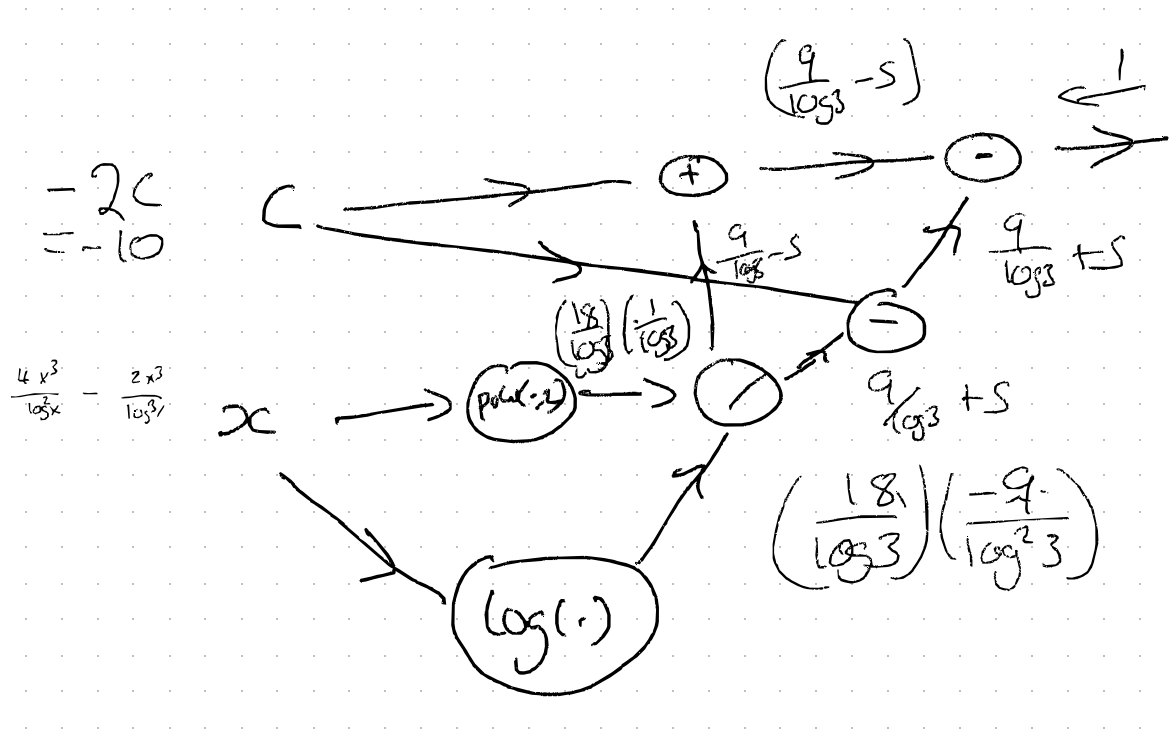 (9/log3 - 5)
1
-
+
-2C
= -10
C
9/log3 - 5
9/log3 + 5
(18/log3) (1/log3)
-
4x³/log²x - 2x³/log³x
x
pow(·,2)
/
9/log3 + 5
(18/log3) (-9/log²3)
log(·)